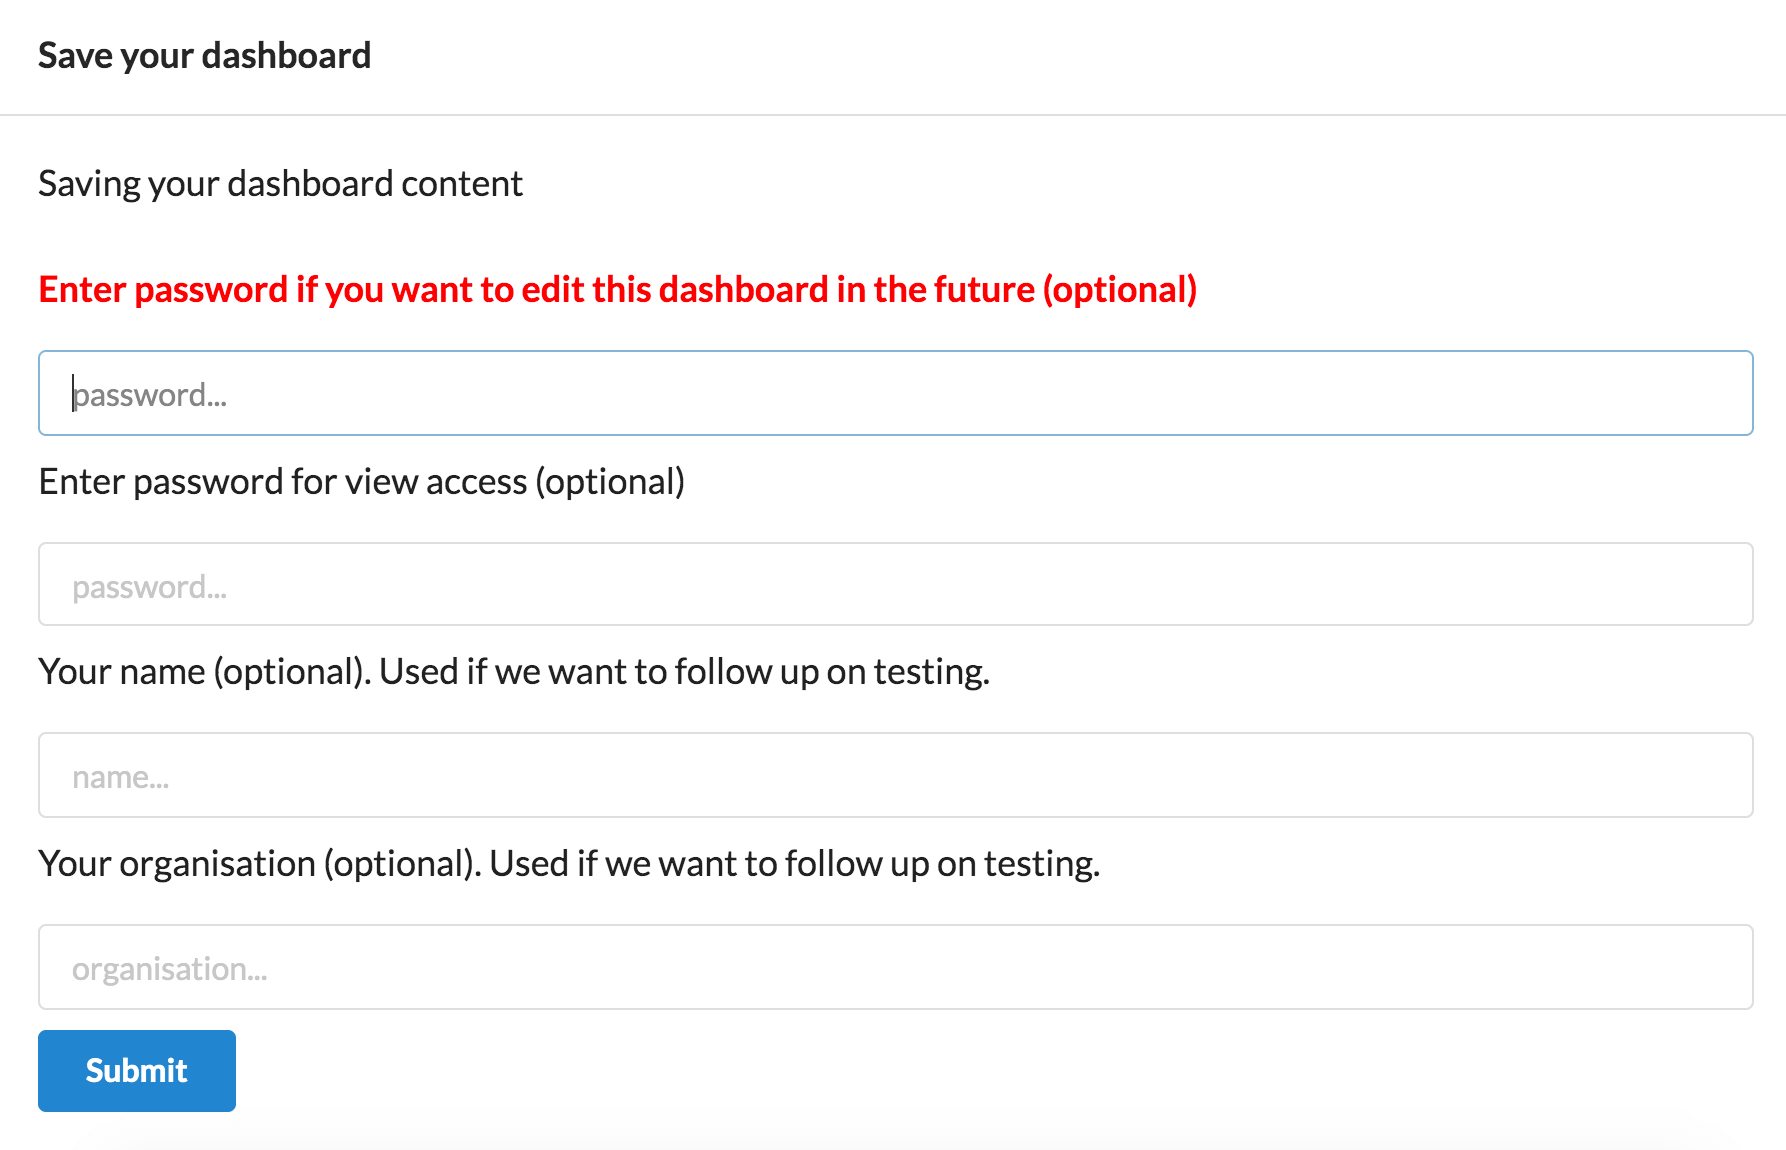 Save your dashboard
Saving your dashboard content
Enter password if you want to edit this dashboard in the future (optional)
password...
Enter password for view access (optional)
password...
Your name (optional). Used if we want to follow up on testing.
name...
Your organisation (optional). Used if we want to follow up on testing.
organisation...
Submit